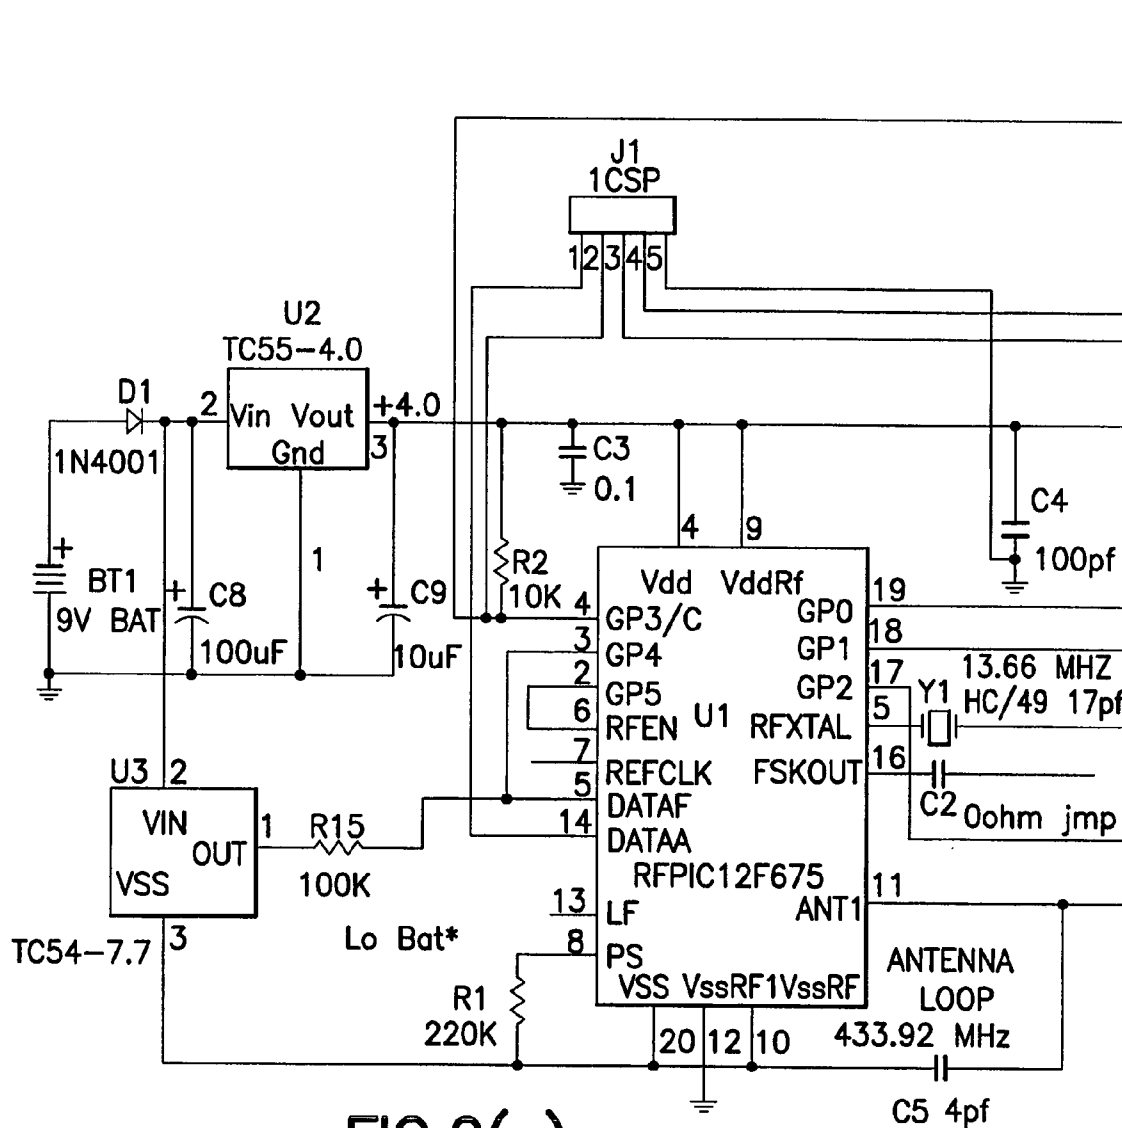 J1
1CSP
1 2 3 4 5
U2
TC55-4.0
D1
2
Vin Vout
+4.0
Gnd
3
1N4001
C3
0.1
C4
100pf
4
9
+
BT1
9V BAT
1
+
C8
100uF
+
C9
10uF
R2
10K
Vdd VddRf
4
GP3/C
GP0
19
3
GP4
GP1
18
2
GP5
GP2
17
6
RFEN
U1
RFXTAL
5
Y1
13.66 MHZ
HC/49 17pf
7
REFCLK
FSKOUT
16
C2
0ohm jmp
5
DATAF
14
DATAA
RFPIC12F675
U3
2
VIN
OUT
1
VSS
3
TC54-7.7
R15
100K
Lo Bat*
13
LF
ANT1
11
8
PS
VSS VssRF1VssRF
R1
220K
20
12
10
ANTENNA
LOOP
433.92 MHz
C5 4pf